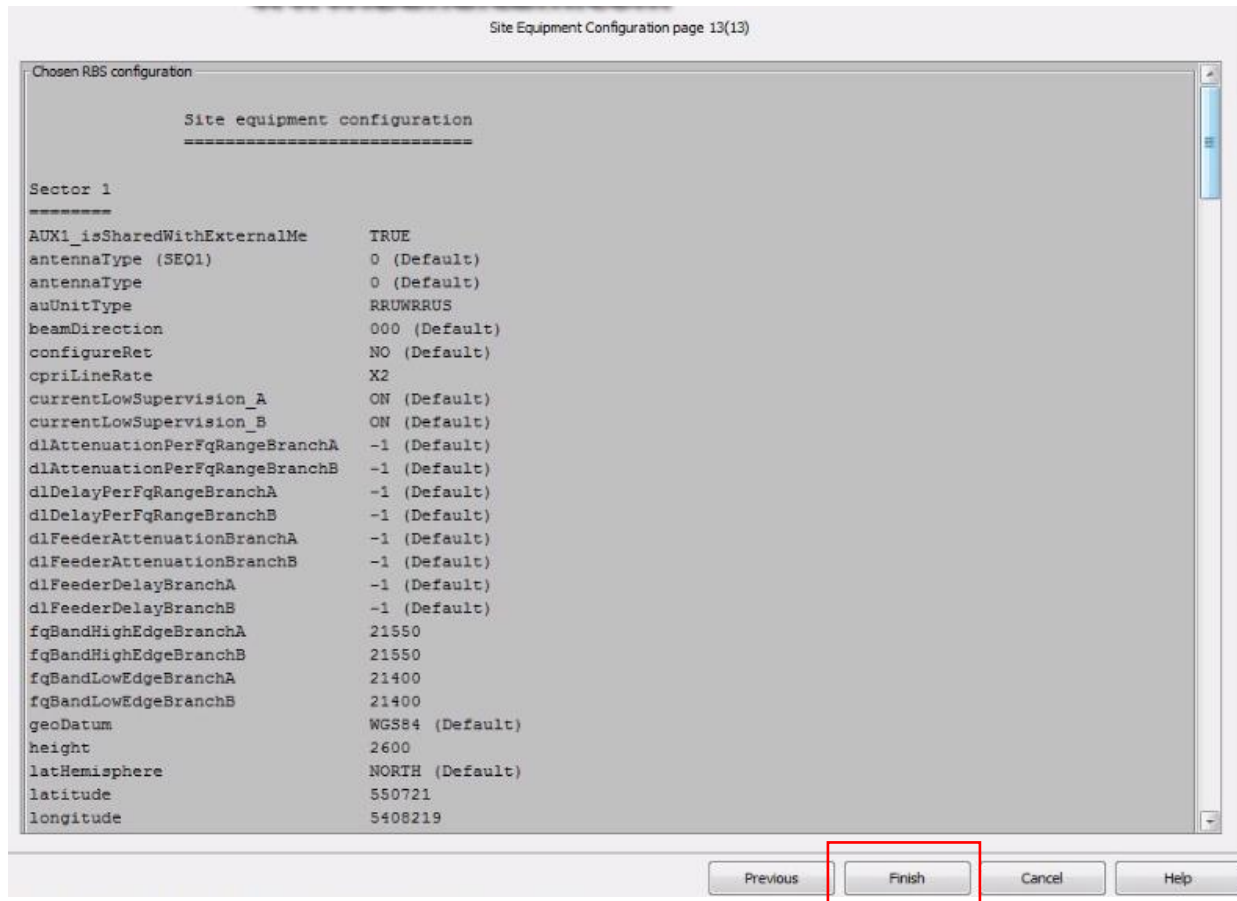 Site Equipment Configuration page 13(13)
Chosen RBS configuration
Site equipment configuration
============================
Sector 1
========
AUX1_isSharedWithExternalMe TRUE
antennaType (SEQ1) 0 (Default)
antennaType 0 (Default)
auUnitType RRUWRRUS
beamDirection 000 (Default)
configureRet NO (Default)
cpriLineRate X2
currentLowSupervision_A ON (Default)
currentLowSupervision_B ON (Default)
dlAttenuationPerFqRangeBranchA -1 (Default)
dlAttenuationPerFqRangeBranchB -1 (Default)
dlDelayPerFqRangeBranchA -1 (Default)
dlDelayPerFqRangeBranchB -1 (Default)
dlFeederAttenuationBranchA -1 (Default)
dlFeederAttenuationBranchB -1 (Default)
dlFeederDelayBranchA -1 (Default)
dlFeederDelayBranchB -1 (Default)
fqBandHighEdgeBranchA 21550
fqBandHighEdgeBranchB 21550
fqBandLowEdgeBranchA 21400
fqBandLowEdgeBranchB 21400
geoDatum WGS84 (Default)
height 2600
latHemisphere NORTH (Default)
latitude 550721
longitude 5408219
Previous Finish Cancel Help